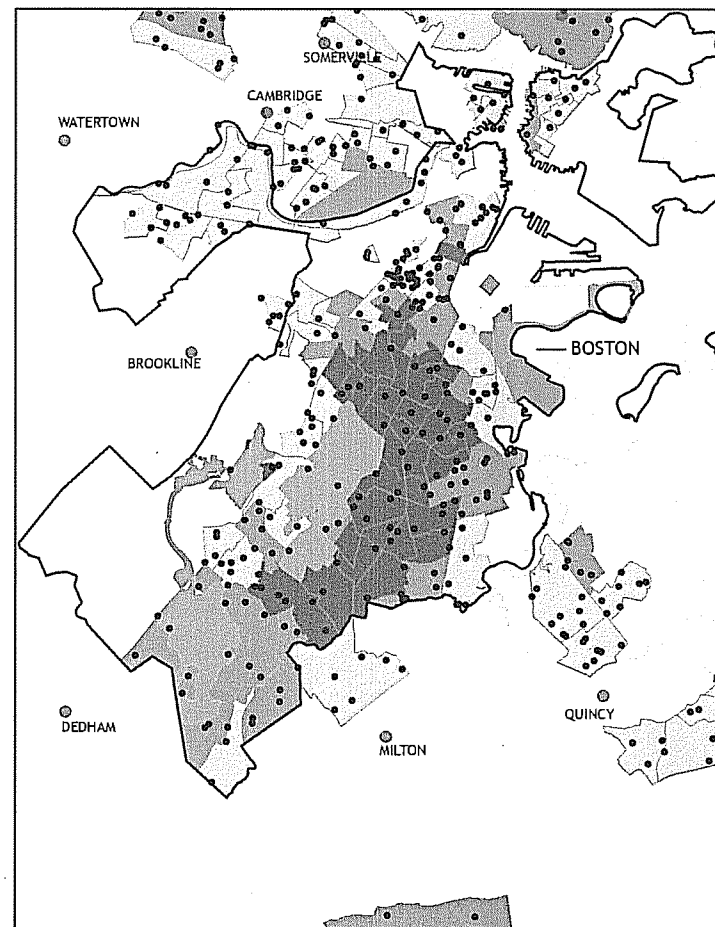 SOMERVILLE
CAMBRIDGE
WATERTOWN
BROOKLINE
BOSTON
DEDHAM
MILTON
QUINCY